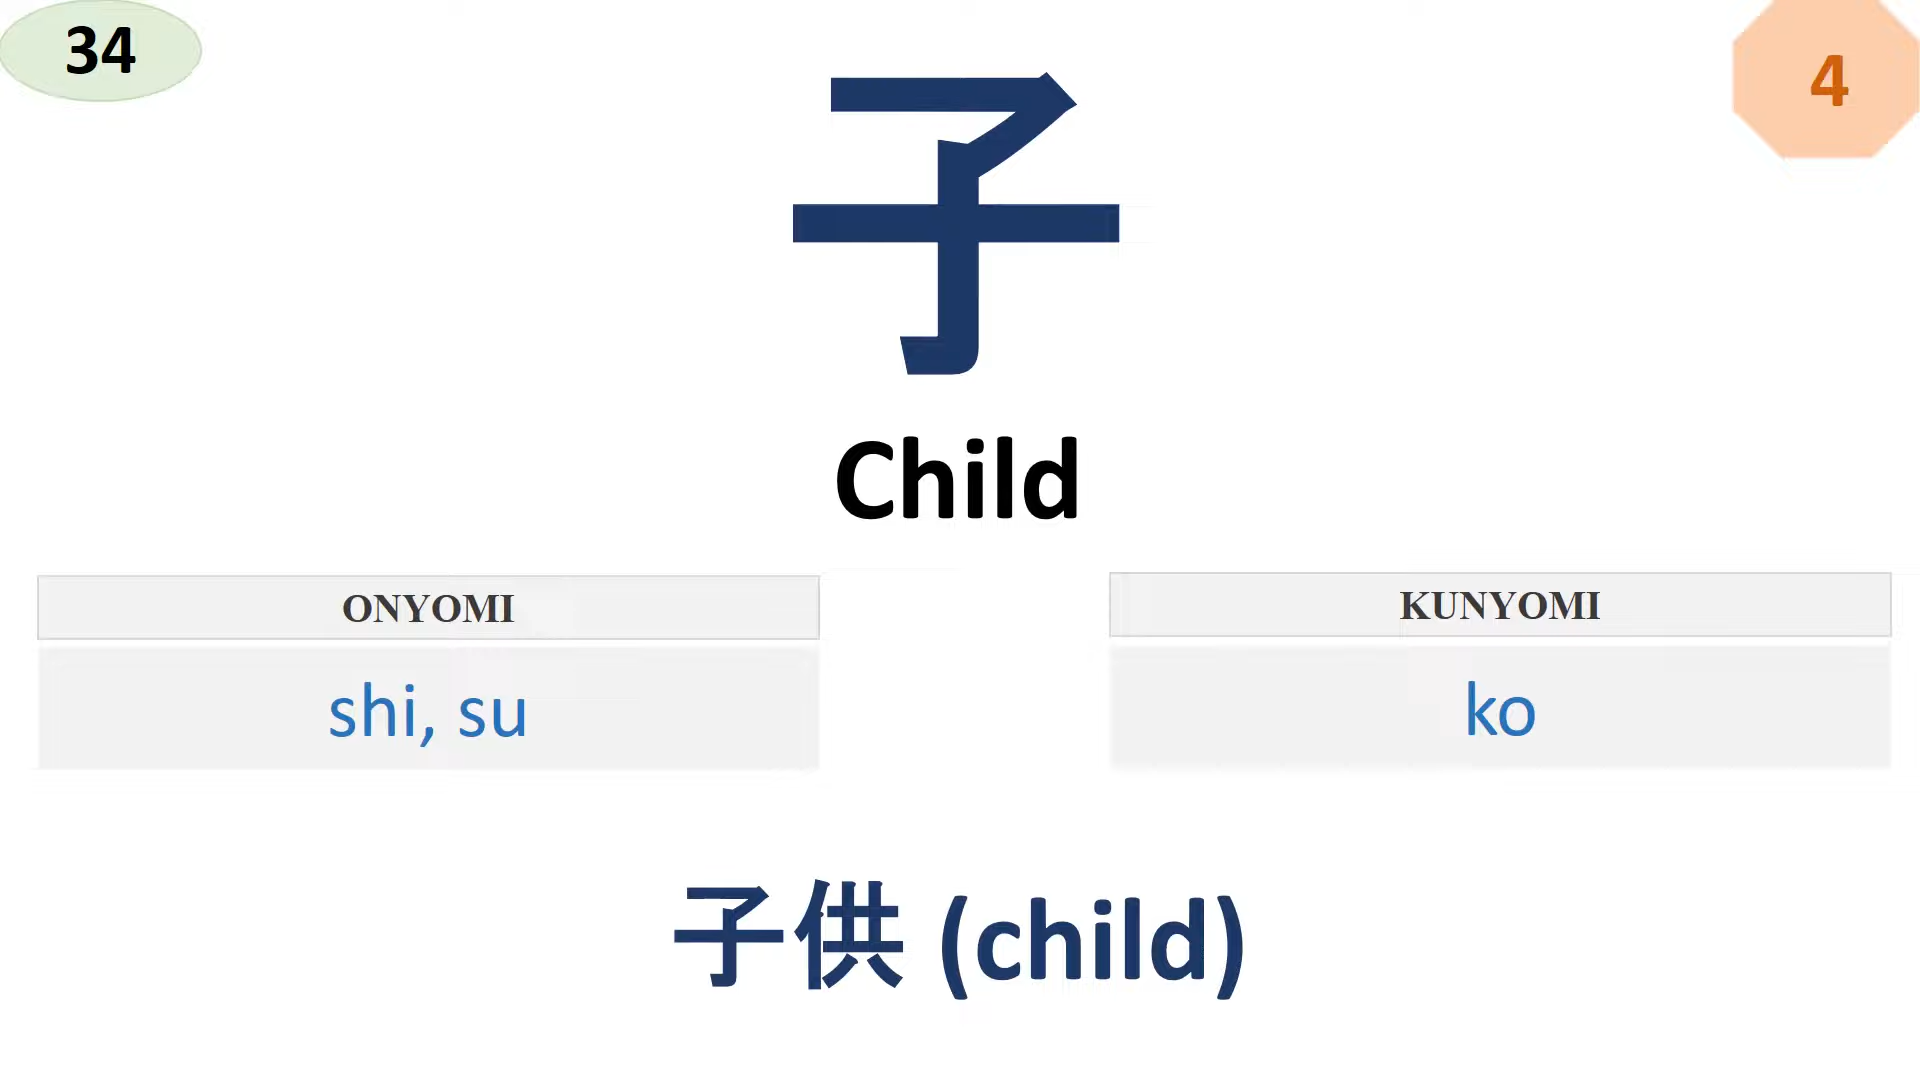 34
4
子
Child
ONYOMI
KUNYOMI
shi, su
ko
子供 (child)